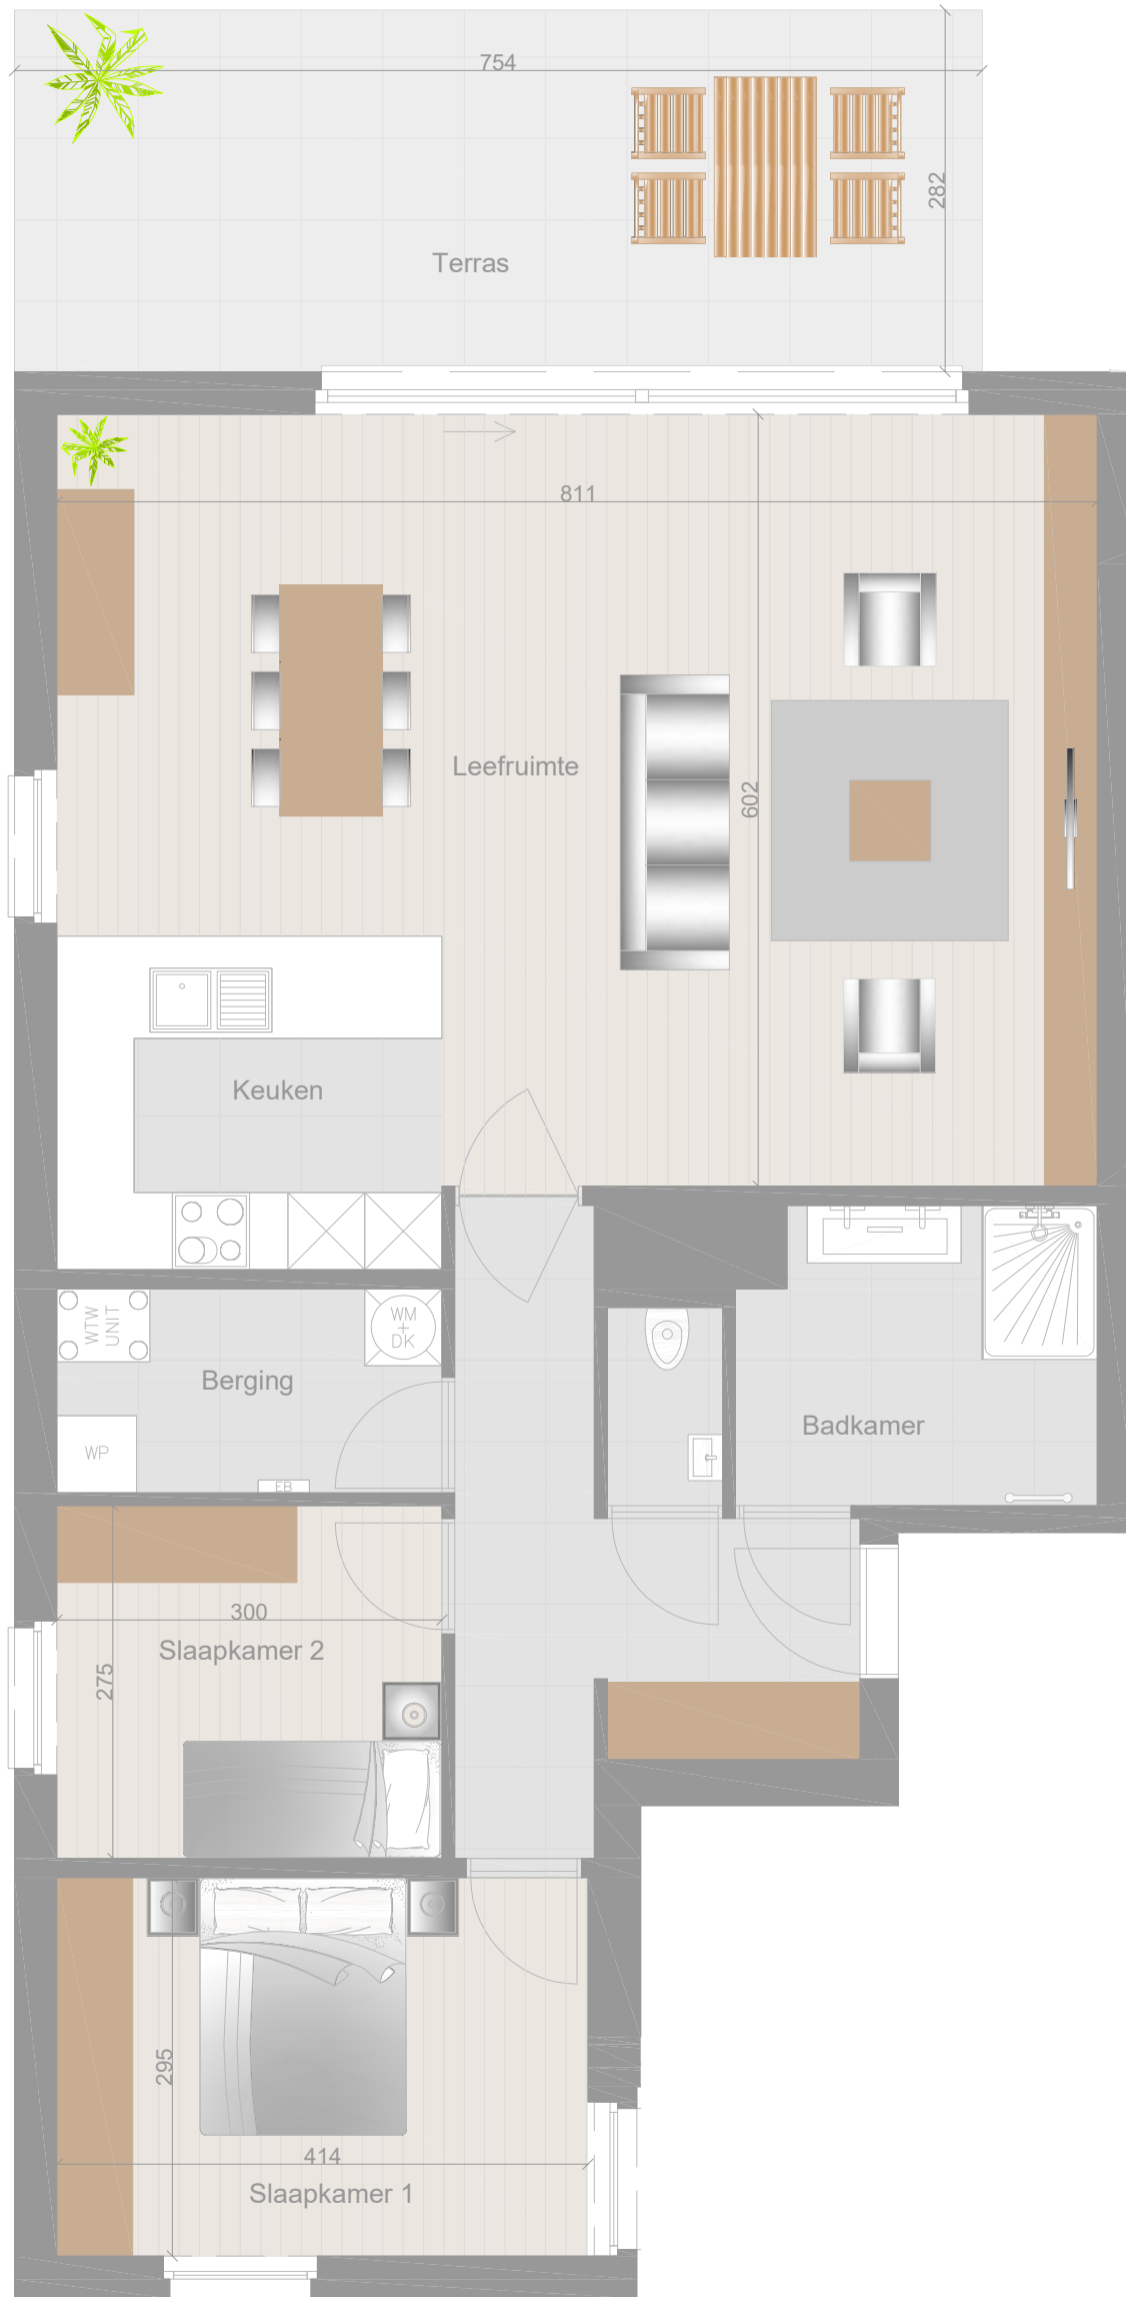 754
282
Terras
811
Leefruimte
602
Keuken
WTW
UNIT
WM
+
DK
Berging
WP
EB
Badkamer
300
Slaapkamer 2
275
295
414
Slaapkamer 1